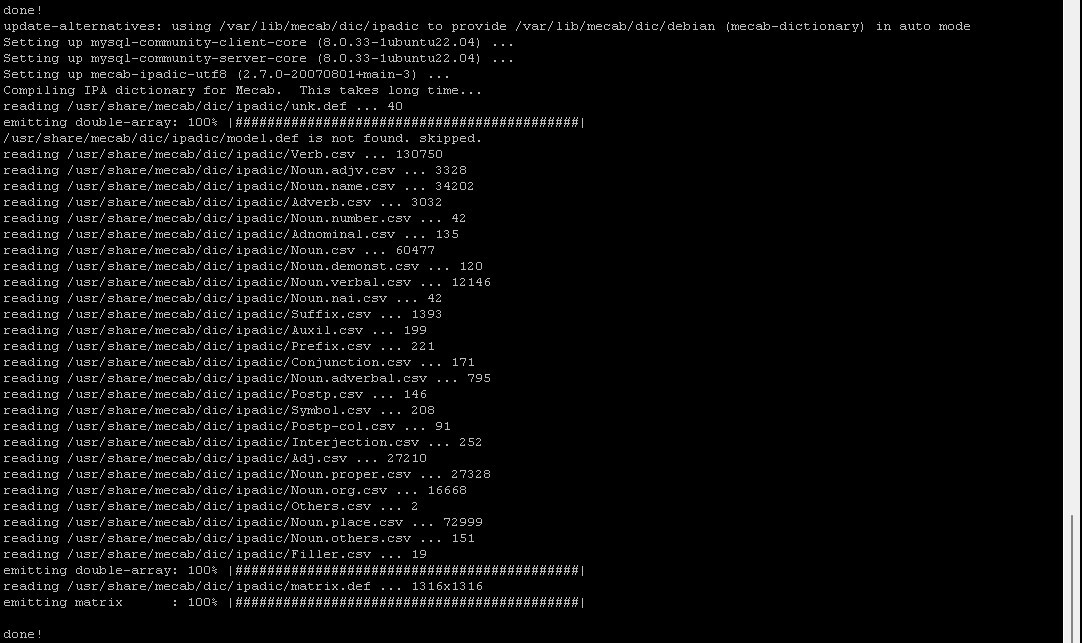 done!
update-alternatives: using /var/lib/mecab/dic/ipadic to provide /var/lib/mecab/dic/debian (mecab-dictionary) in auto mode
Setting up mysql-community-client-core (8.0.33-1ubuntu22.04) ...
Setting up mysql-community-server-core (8.0.33-1ubuntu22.04) ...
Setting up mecab-ipadic-utf8 (2.7.0-20070801+main-3) ...
Compiling IPA dictionary for Mecab.  This takes long time...
reading /usr/share/mecab/dic/ipadic/unk.def ... 40
emitting double-array: 100% |###########################################|
/usr/share/mecab/dic/ipadic/model.def is not found. skipped.
reading /usr/share/mecab/dic/ipadic/Verb.csv ... 130750
reading /usr/share/mecab/dic/ipadic/Noun.adjv.csv ... 3328
reading /usr/share/mecab/dic/ipadic/Noun.name.csv ... 34202
reading /usr/share/mecab/dic/ipadic/Adverb.csv ... 3032
reading /usr/share/mecab/dic/ipadic/Noun.number.csv ... 42
reading /usr/share/mecab/dic/ipadic/Adnominal.csv ... 135
reading /usr/share/mecab/dic/ipadic/Noun.csv ... 60477
reading /usr/share/mecab/dic/ipadic/Noun.demonst.csv ... 120
reading /usr/share/mecab/dic/ipadic/Noun.verbal.csv ... 12146
reading /usr/share/mecab/dic/ipadic/Noun.nai.csv ... 42
reading /usr/share/mecab/dic/ipadic/Suffix.csv ... 1393
reading /usr/share/mecab/dic/ipadic/Auxil.csv ... 199
reading /usr/share/mecab/dic/ipadic/Prefix.csv ... 221
reading /usr/share/mecab/dic/ipadic/Conjunction.csv ... 171
reading /usr/share/mecab/dic/ipadic/Noun.adverbal.csv ... 795
reading /usr/share/mecab/dic/ipadic/Postp.csv ... 146
reading /usr/share/mecab/dic/ipadic/Symbol.csv ... 208
reading /usr/share/mecab/dic/ipadic/Postp-col.csv ... 91
reading /usr/share/mecab/dic/ipadic/Interjection.csv ... 252
reading /usr/share/mecab/dic/ipadic/Adj.csv ... 27210
reading /usr/share/mecab/dic/ipadic/Noun.proper.csv ... 27328
reading /usr/share/mecab/dic/ipadic/Noun.org.csv ... 16668
reading /usr/share/mecab/dic/ipadic/Others.csv ... 2
reading /usr/share/mecab/dic/ipadic/Noun.place.csv ... 72999
reading /usr/share/mecab/dic/ipadic/Noun.others.csv ... 151
reading /usr/share/mecab/dic/ipadic/Filler.csv ... 19
emitting double-array: 100% |###########################################|
reading /usr/share/mecab/dic/ipadic/matrix.def ... 1316x1316
emitting matrix      : 100% |###########################################|
done!